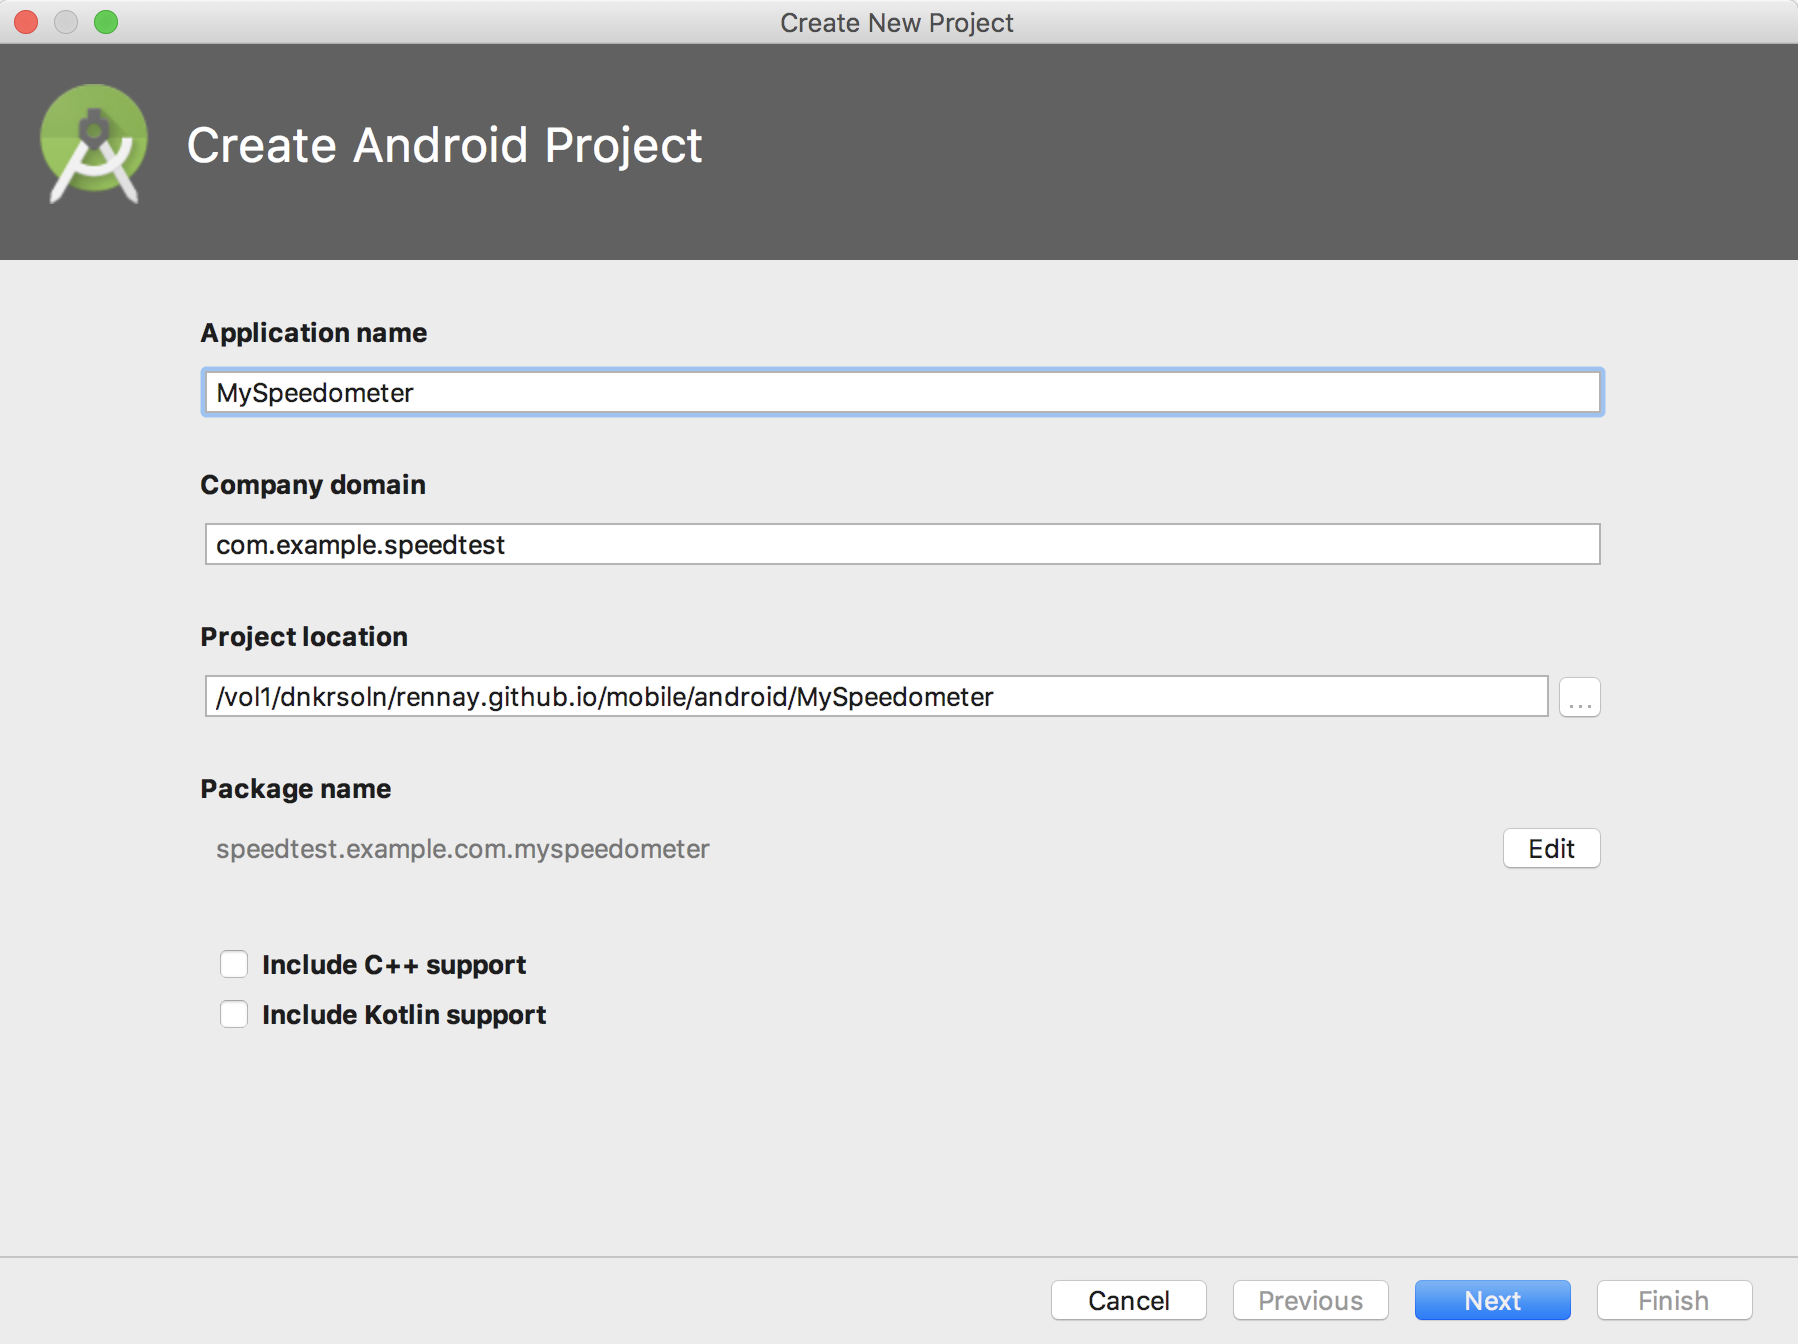 Create New Project
Create Android Project
Application name
MySpeedometer
Company domain
com.example.speedtest
Project location
/vol1/dnkrsoln/rennay.github.io/mobile/android/MySpeedometer
...
Package name
speedtest.example.com.myspeedometer
Edit
Include C++ support
Include Kotlin support
Cancel Previous Next Finish